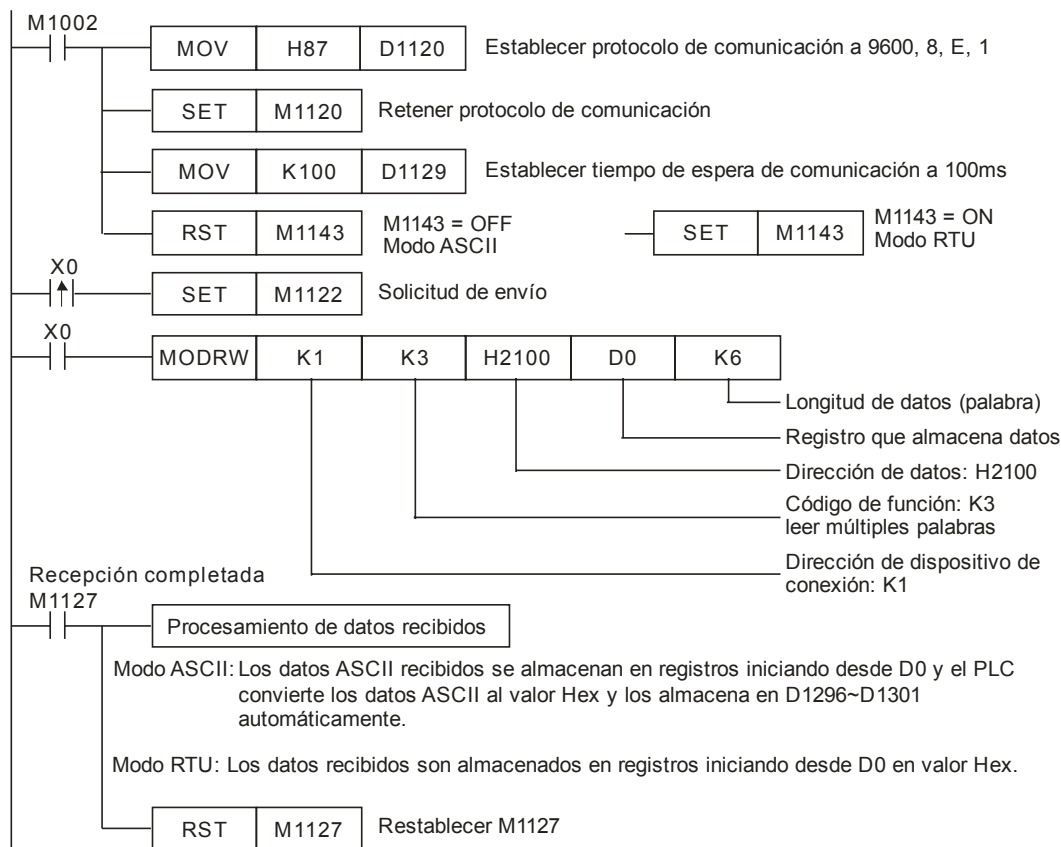 M1002
MOV H87 D1120 Establecer protocolo de comunicación a 9600, 8, E, 1
SET M1120 Retener protocolo de comunicación
MOV K100 D1129 Establecer tiempo de espera de comunicación a 100ms
RST M1143 M1143 = OFF
Modo ASCII
SET M1143 M1143 = ON
Modo RTU
X0
SET M1122 Solicitud de envío
X0
MODRW K1 K3 H2100 D0 K6
Longitud de datos (palabra)
Registro que almacena datos
Dirección de datos: H2100
Código de función: K3
leer múltiples palabras
Dirección de dispositivo de
conexión: K1
Recepción completada
M1127
Procesamiento de datos recibidos
Modo ASCII: Los datos ASCII recibidos se almacenan en registros iniciando desde D0 y el PLC
convierte los datos ASCII al valor Hex y los almacena en D1296~D1301
automáticamente.
Modo RTU: Los datos recibidos son almacenados en registros iniciando desde D0 en valor Hex.
RST M1127 Restablecer M1127